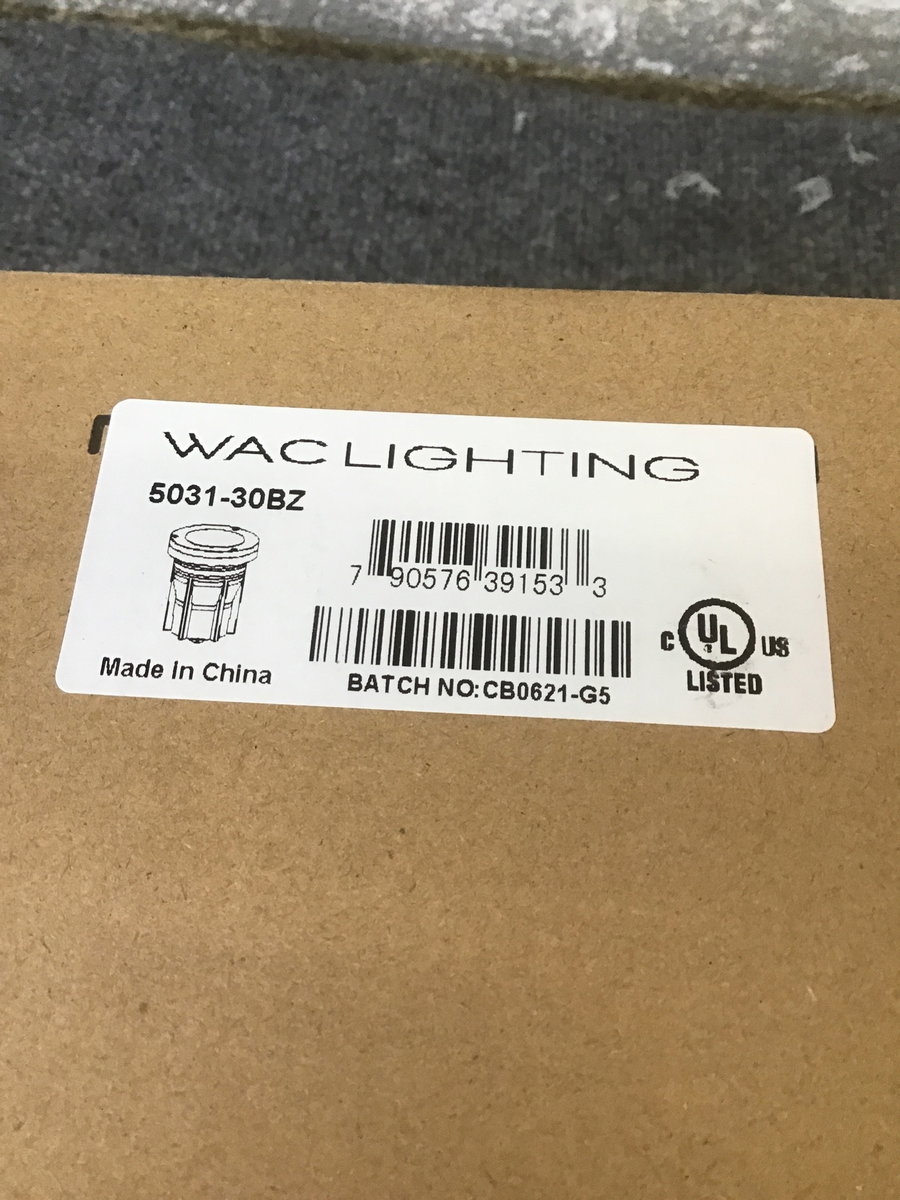 WAC LIGHTING
5031-30BZ
7 90576 39153 3
Made in China
BATCH NO:CB0621-G5
C UL US
LISTED